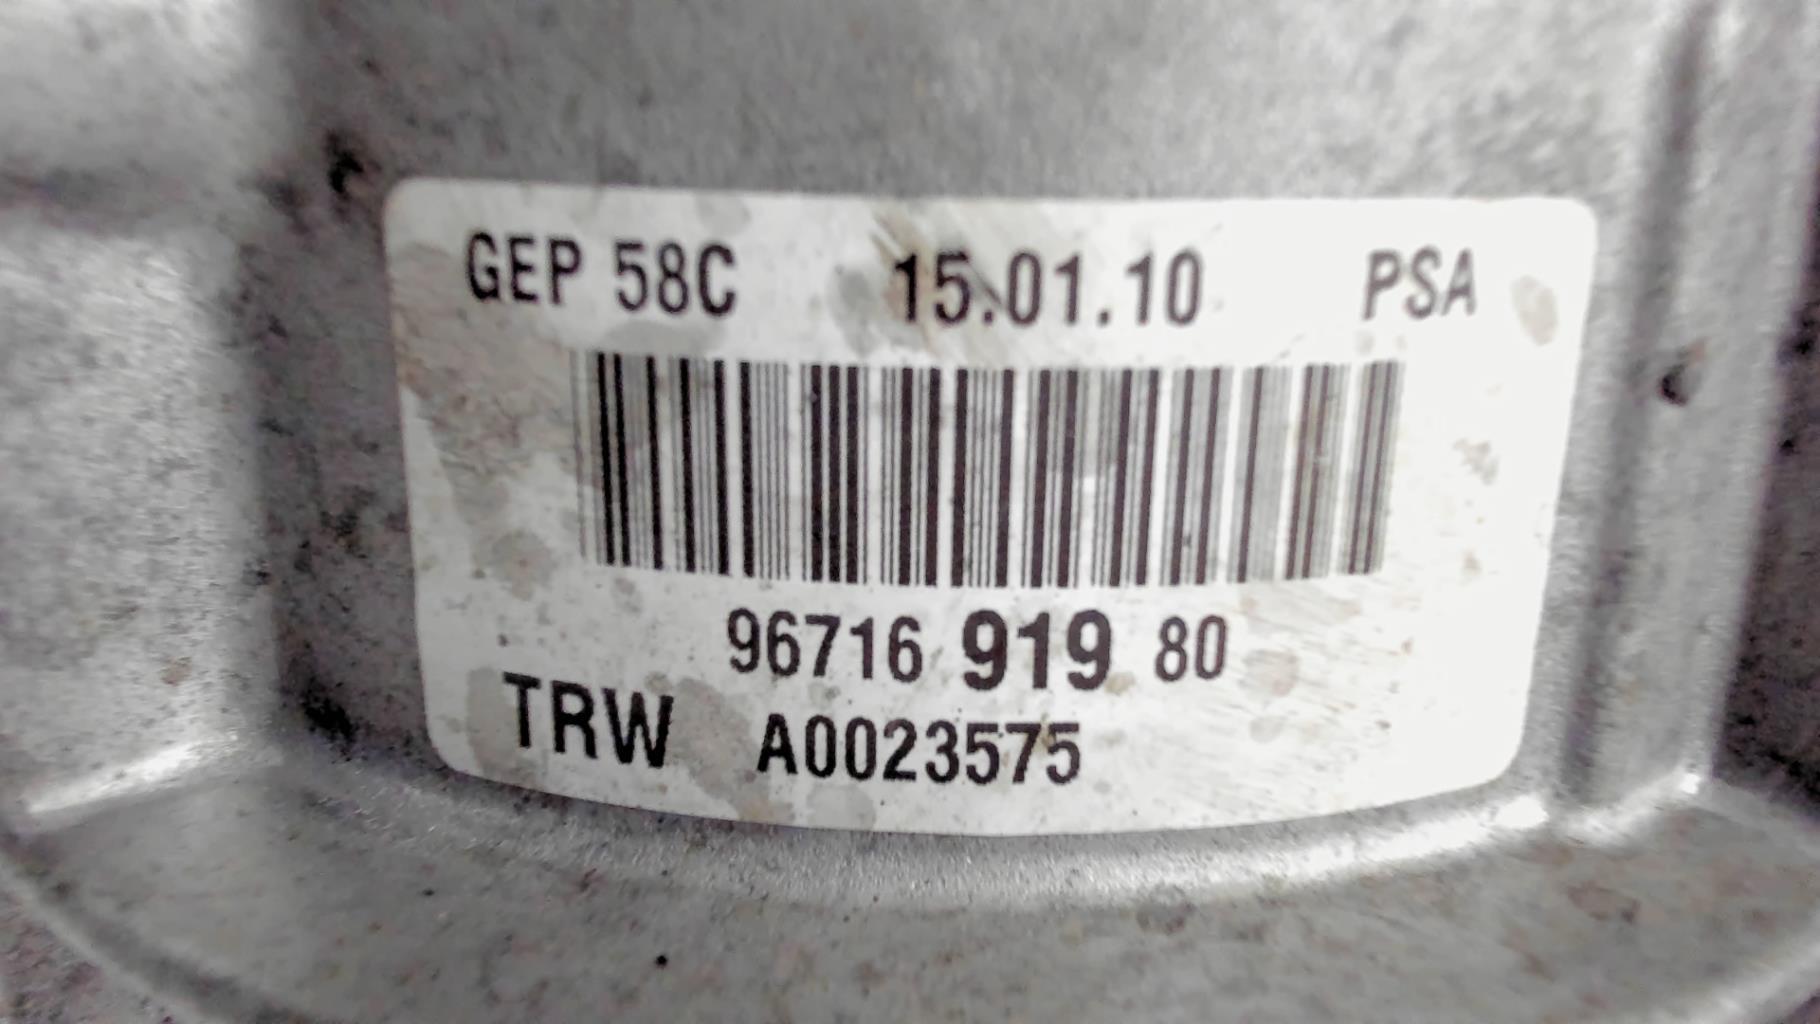 GEP 58C 15.01.10 PSA
96716 919 80
TRW A0023575